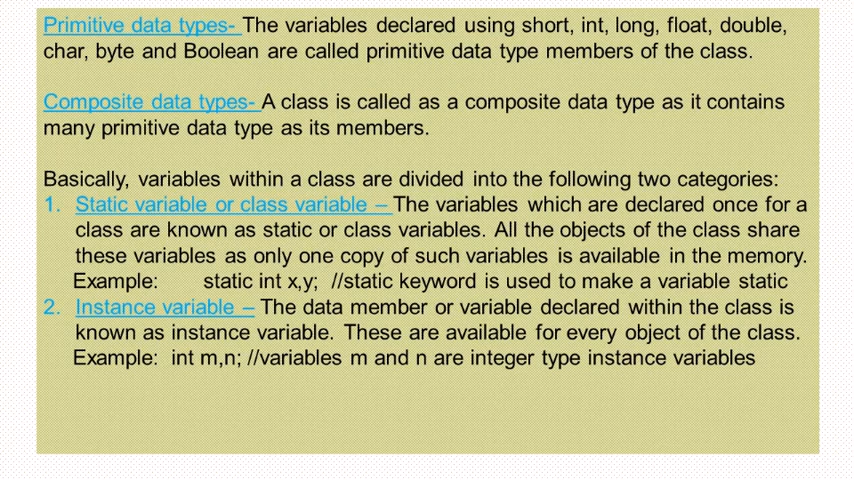 Primitive data types- The variables declared using short, int, long, float, double,
char, byte and Boolean are called primitive data type members of the class.
Composite data types- A class is called as a composite data type as it contains
many primitive data type as its members.
Basically, variables within a class are divided into the following two categories:
1. Static variable or class variable – The variables which are declared once for a
class are known as static or class variables. All the objects of the class share
these variables as only one copy of such variables is available in the memory.
Example: static int x,y; //static keyword is used to make a variable static
2. Instance variable – The data member or variable declared within the class is
known as instance variable. These are available for every object of the class.
Example: int m,n; //variables m and n are integer type instance variables